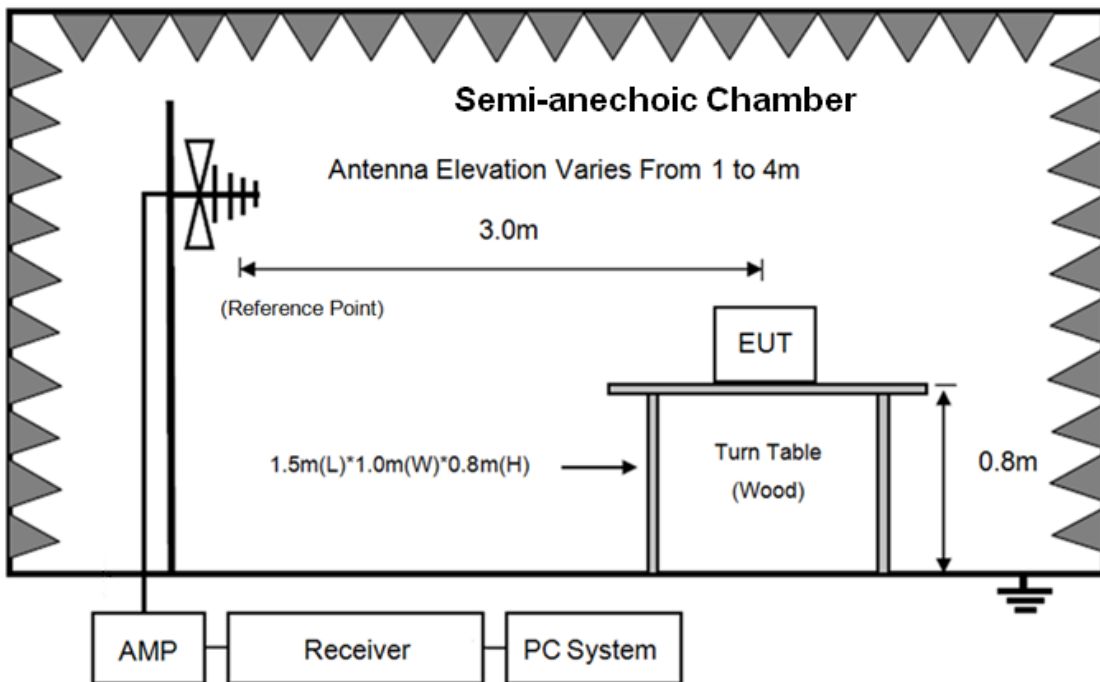 Semi-anechoic Chamber
Antenna Elevation Varies From 1 to 4m
3.0m
(Reference Point)
EUT
1.5m(L)*1.0m(W)*0.8m(H)
Turn Table
(Wood)
0.8m
AMP
Receiver
PC System